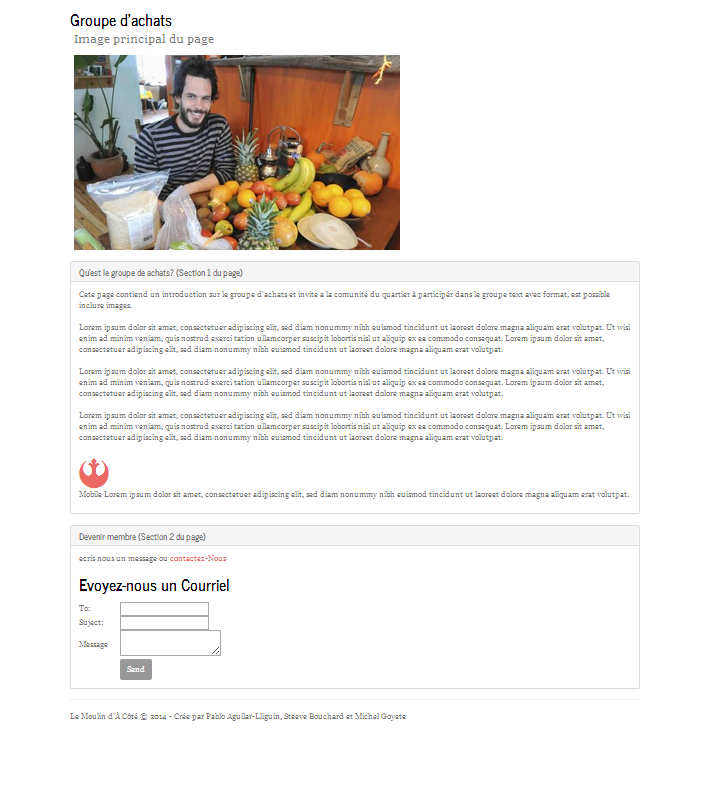 Groupe d'achats
Image principal du page
Qu'est le groupe de achats? (Section 1 du page)
Cete page contiend un introduction sur le groupe d'achats et invite a la comunité du quartier à participér dans le groupe text avec format, est possible
inclure images.
Lorem ipsum dolor sit amet, consectetuer adipiscing elit, sed diam nonummy nibh euismod tincidunt ut laoreet dolore magna aliquam erat volutpat. Ut wisi
enim ad minim veniam, quis nostrud exerci tation ullamcorper suscipit lobortis nisl ut aliquip ex ea commodo consequat. Lorem ipsum dolor sit amet,
consectetuer adipiscing elit, sed diam nonummy nibh euismod tincidunt ut laoreet dolore magna aliquam erat volutpat.
Lorem ipsum dolor sit amet, consectetuer adipiscing elit, sed diam nonummy nibh euismod tincidunt ut laoreet dolore magna aliquam erat volutpat. Ut wisi
enim ad minim veniam, quis nostrud exerci tation ullamcorper suscipit lobortis nisl ut aliquip ex ea commodo consequat. Lorem ipsum dolor sit amet,
consectetuer adipiscing elit, sed diam nonummy nibh euismod tincidunt ut laoreet dolore magna aliquam erat volutpat.
Lorem ipsum dolor sit amet, consectetuer adipiscing elit, sed diam nonummy nibh euismod tincidunt ut laoreet dolore magna aliquam erat volutpat. Ut wisi
enim ad minim veniam, quis nostrud exerci tation ullamcorper suscipit lobortis nisl ut aliquip ex ea commodo consequat. Lorem ipsum dolor sit amet,
consectetuer adipiscing elit, sed diam nonummy nibh euismod tincidunt ut laoreet dolore magna aliquam erat volutpat.
Mobile Lorem ipsum dolor sit amet, consectetuer adipiscing elit, sed diam nonummy nibh euismod tincidunt ut laoreet dolore magna aliquam erat volutpat.
Devenir membre (Section 2 du page)
ecris nous un message ou contactez-Nous
Evoyez-nous un Courriel
To:
Suject:
Message
Send
Le Moulin d'À Côté © 2014 - Crée par Pablo Aguilar-Lliguin, Steeve Bouchard et Michel Goyete